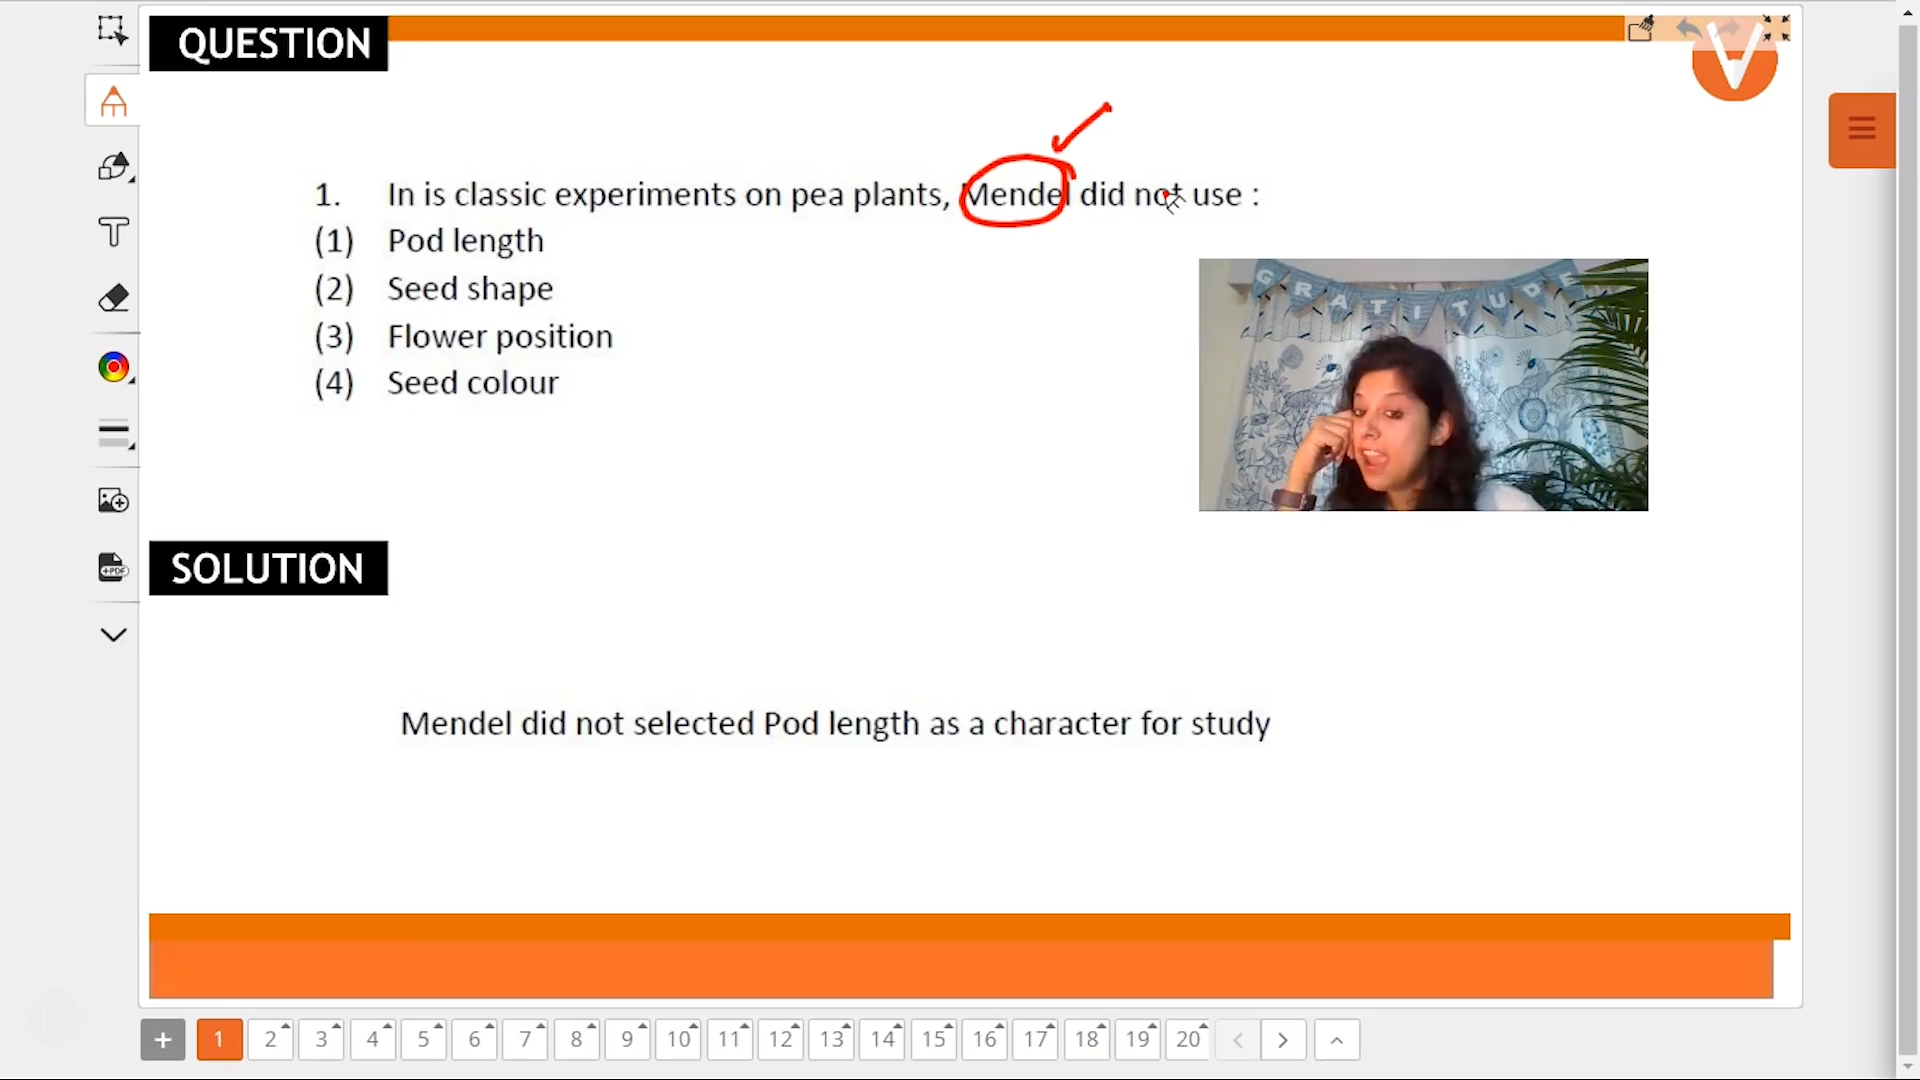 QUESTION
1. In is classic experiments on pea plants, Mendel did not use :
(1) Pod length
(2) Seed shape
(3) Flower position
(4) Seed colour
GRATITUDE
SOLUTION
Mendel did not selected Pod length as a character for study
+PDF
+ 1 2 3 4 5 6 7 8 9 10 11 12 13 14 15 16 17 18 19 20